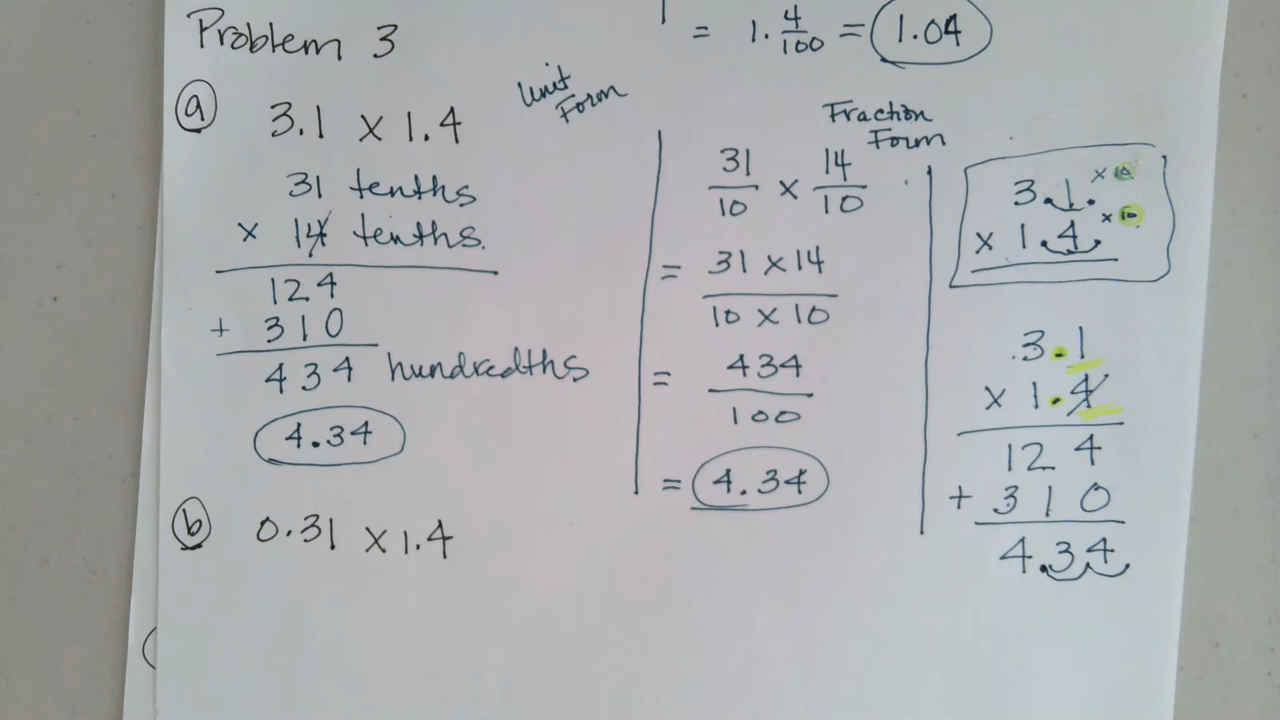 = 1. 4/100 = 1.04
Problem 3
a 3.1 x 1.4
Unit
Form
31 tenths
x 14 tenths.
124
+ 310
434 hundredths
4.34
Fraction
Form
31/10 x 14/10
= 31 x 14 / 10 x 10
= 434/100
= 4.34
3.1. x 10
x 1.4 x 10
3.1
x 1.4
124
+ 310
4.34
b 0.31 x 1.4